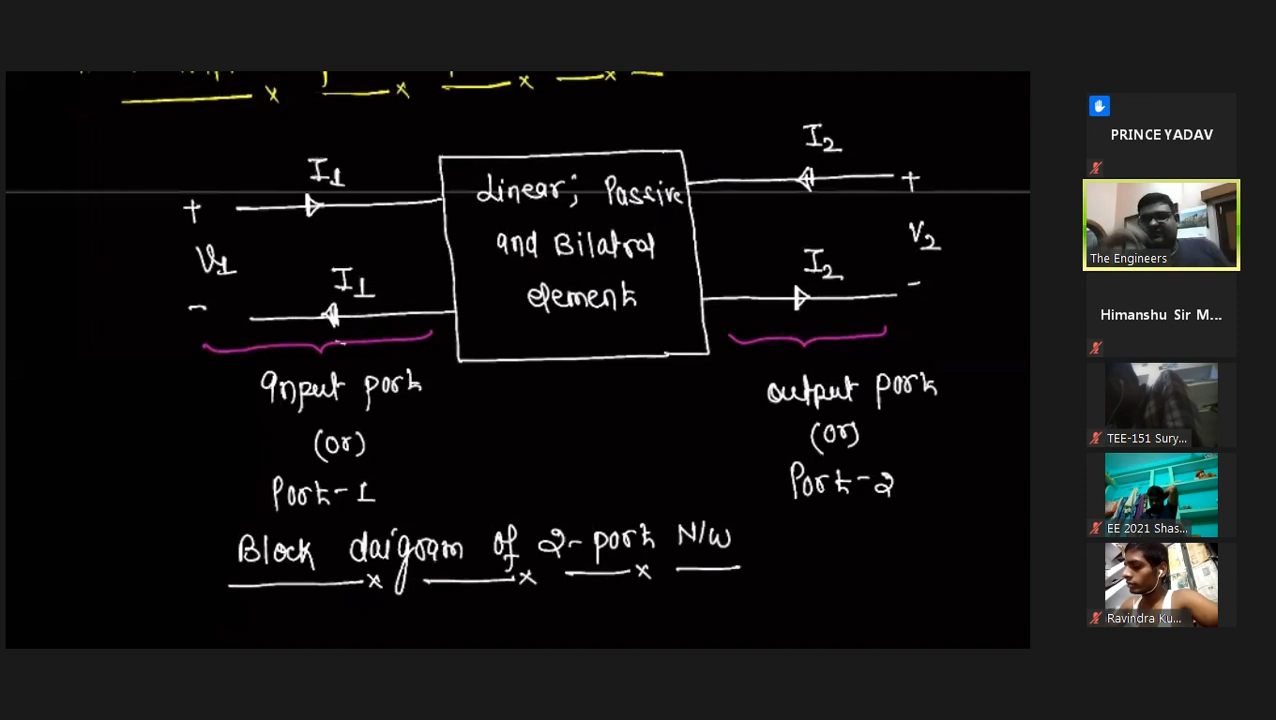 I1
I2
+
+
Linear; Passive
and Bilatral
element
V1
V2
I1
I2
-
-
Input port
(or)
Port-1
output port
(or)
Port-2
Block daigram of 2-port N/W
PRINCE YADAV
The Engineers
Himanshu Sir M...
TEE-151 Sury...
EE 2021 Shas...
Ravindra Ku...